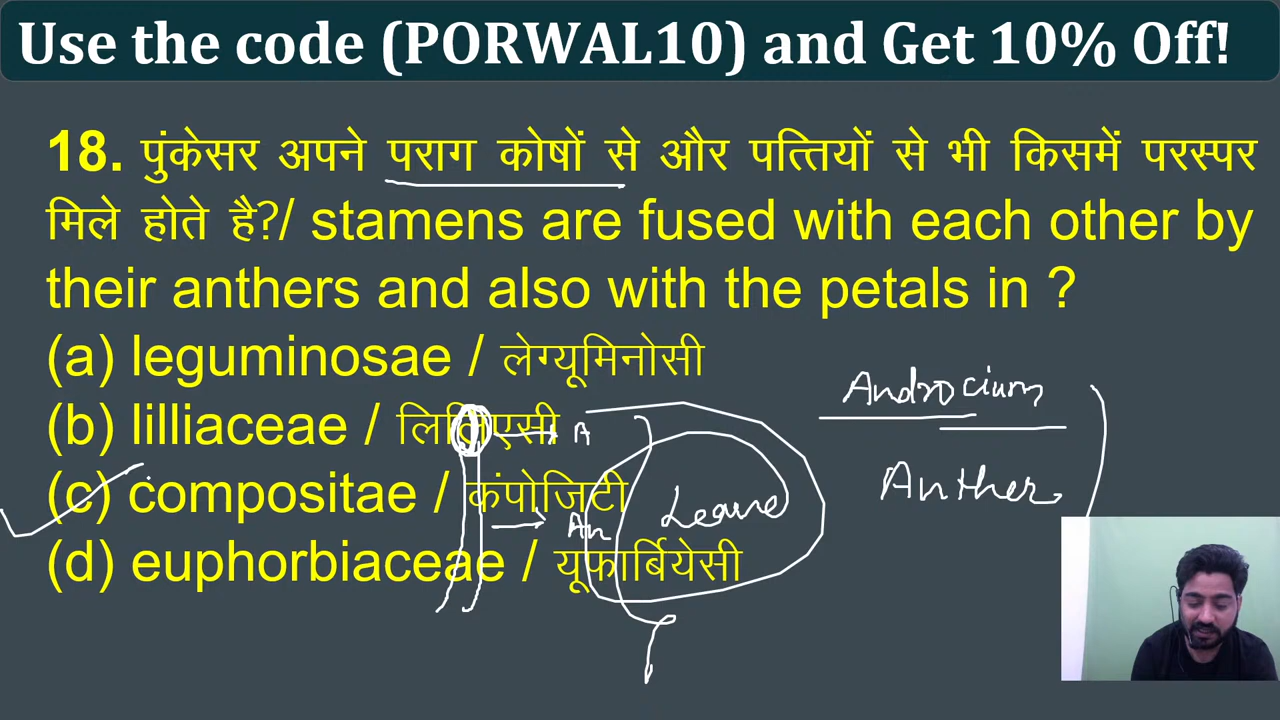 Use the code (PORWAL10) and Get 10% Off!
18. पुंकेसर अपने पराग कोषों से और पत्तियों से भी किसमें परस्पर
मिले होते है?/ stamens are fused with each other by
their anthers and also with the petals in ?
(a) leguminosae / लेग्यूमिनोसी
(b) lilliaceae / लिलिएसी
(c) compositae / कंपोजिटी
(d) euphorbiaceae / यूफार्बियेसी
Androcium
Anther
A
An